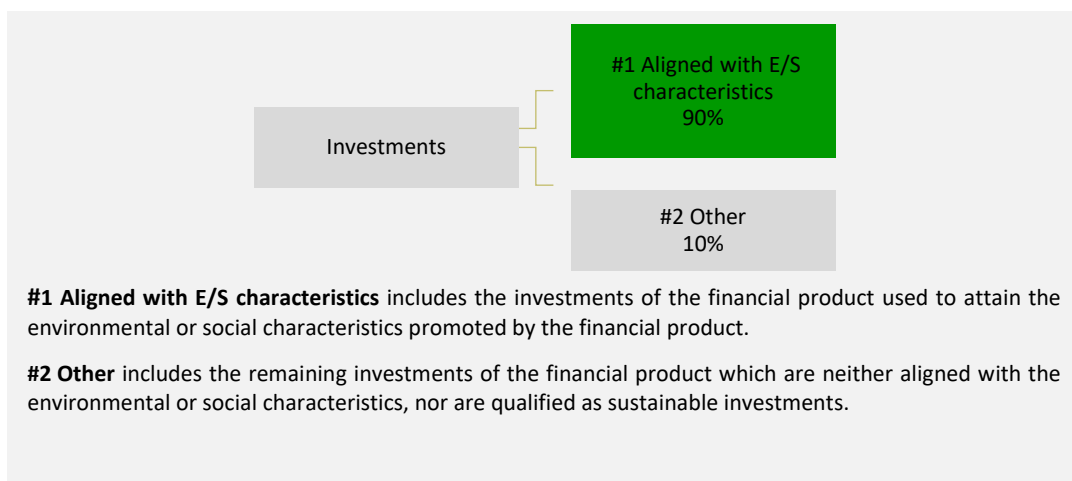 #1 Aligned with E/S
characteristics
90%
Investments
#2 Other
10%
#1 Aligned with E/S characteristics includes the investments of the financial product used to attain the
environmental or social characteristics promoted by the financial product.
#2 Other includes the remaining investments of the financial product which are neither aligned with the
environmental or social characteristics, nor are qualified as sustainable investments.